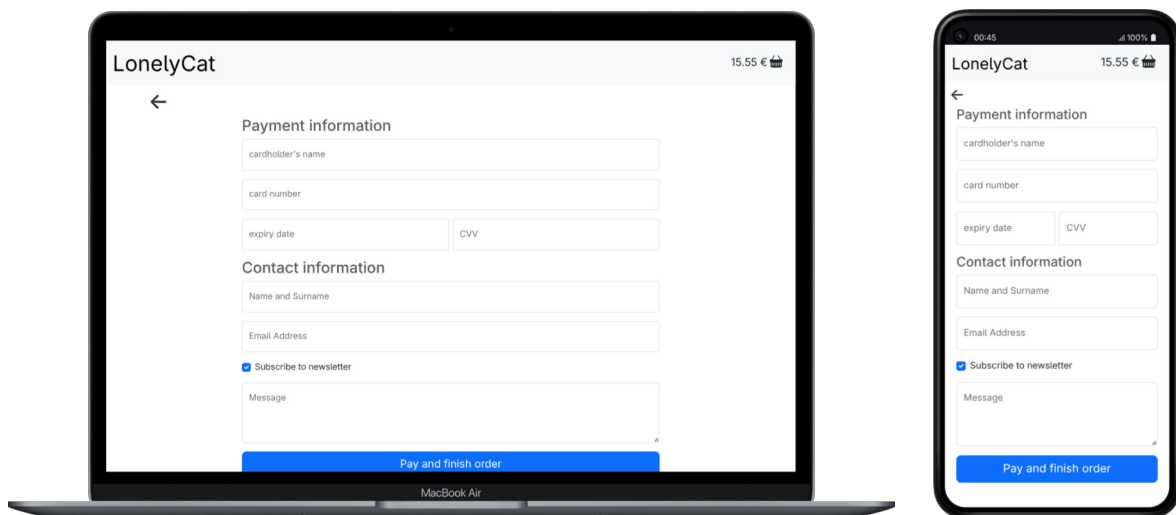 LonelyCat
15.55 €
Payment information
cardholder's name
card number
expiry date
CVV
Contact information
Name and Surname
Email Address
Subscribe to newsletter
Message
Pay and finish order
MacBook Air
00:45
100%
LonelyCat
15.55 €
Payment information
cardholder's name
card number
expiry date
CVV
Contact information
Name and Surname
Email Address
Subscribe to newsletter
Message
Pay and finish order